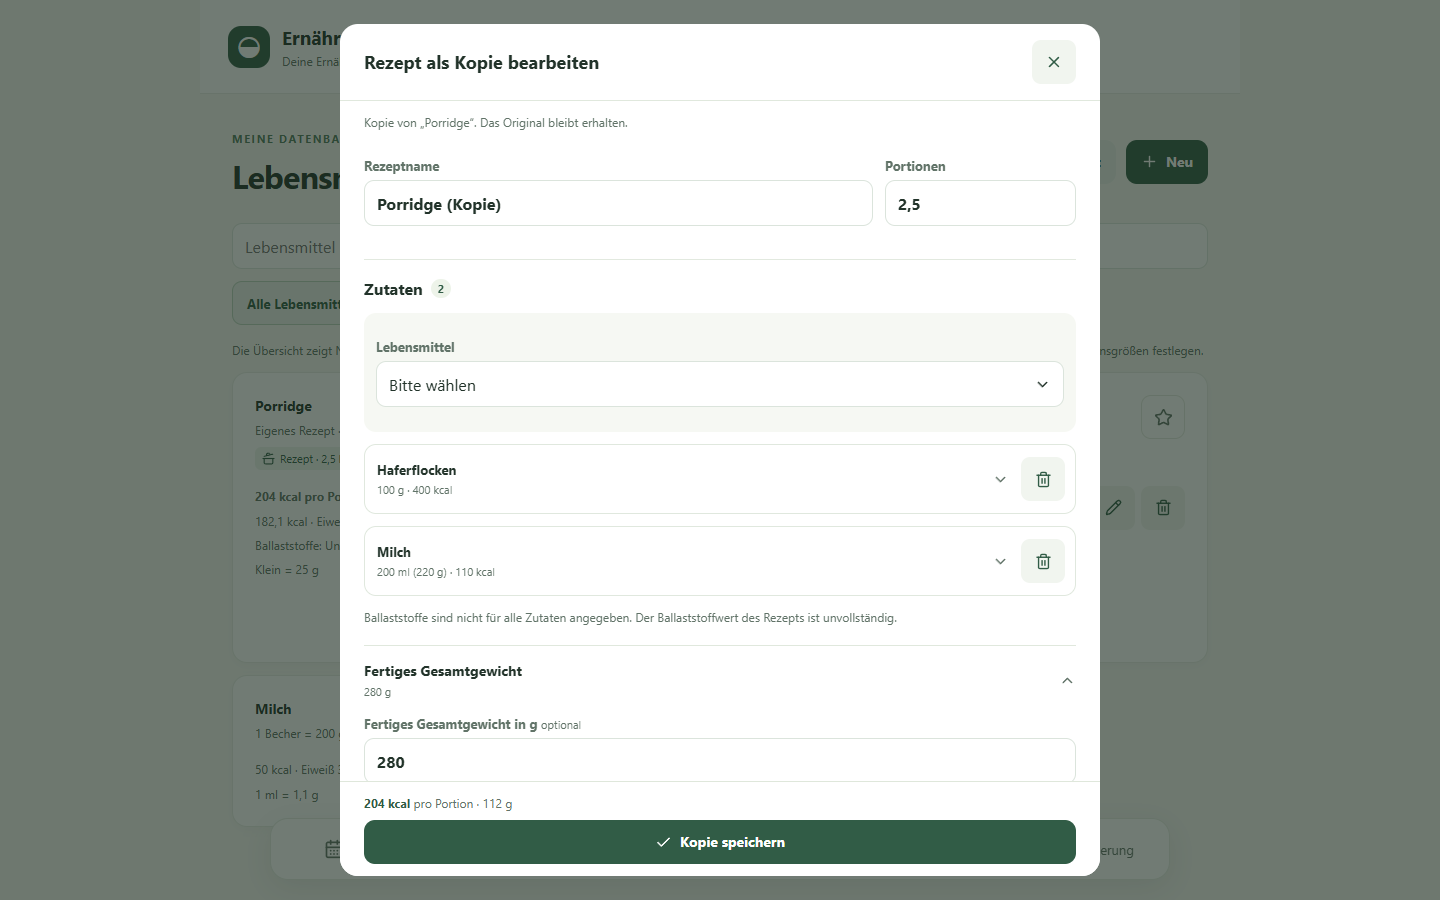 Ernähr
Deine Ernä
MEINE DATENBA
Lebensr
Neu
Lebensmittel
Alle Lebensmitt
Die Übersicht zeigt N
nsgrößen festlegen.
Porridge
Eigenes Rezept ·
Rezept · 2,5
204 kcal pro Po
182,1 kcal · Eiwe
Ballaststoffe: Un
Klein = 25 g
Milch
1 Becher = 200
50 kcal · Eiweiß 3
1 ml = 1,1 g
erung
Rezept als Kopie bearbeiten
Kopie von „Porridge“. Das Original bleibt erhalten.
Rezeptname
Portionen
Porridge (Kopie)
2,5
Zutaten 2
Lebensmittel
Bitte wählen
Haferflocken
100 g · 400 kcal
Milch
200 ml (220 g) · 110 kcal
Ballaststoffe sind nicht für alle Zutaten angegeben. Der Ballaststoffwert des Rezepts ist unvollständig.
Fertiges Gesamtgewicht
280 g
Fertiges Gesamtgewicht in g optional
280
204 kcal pro Portion · 112 g
Kopie speichern